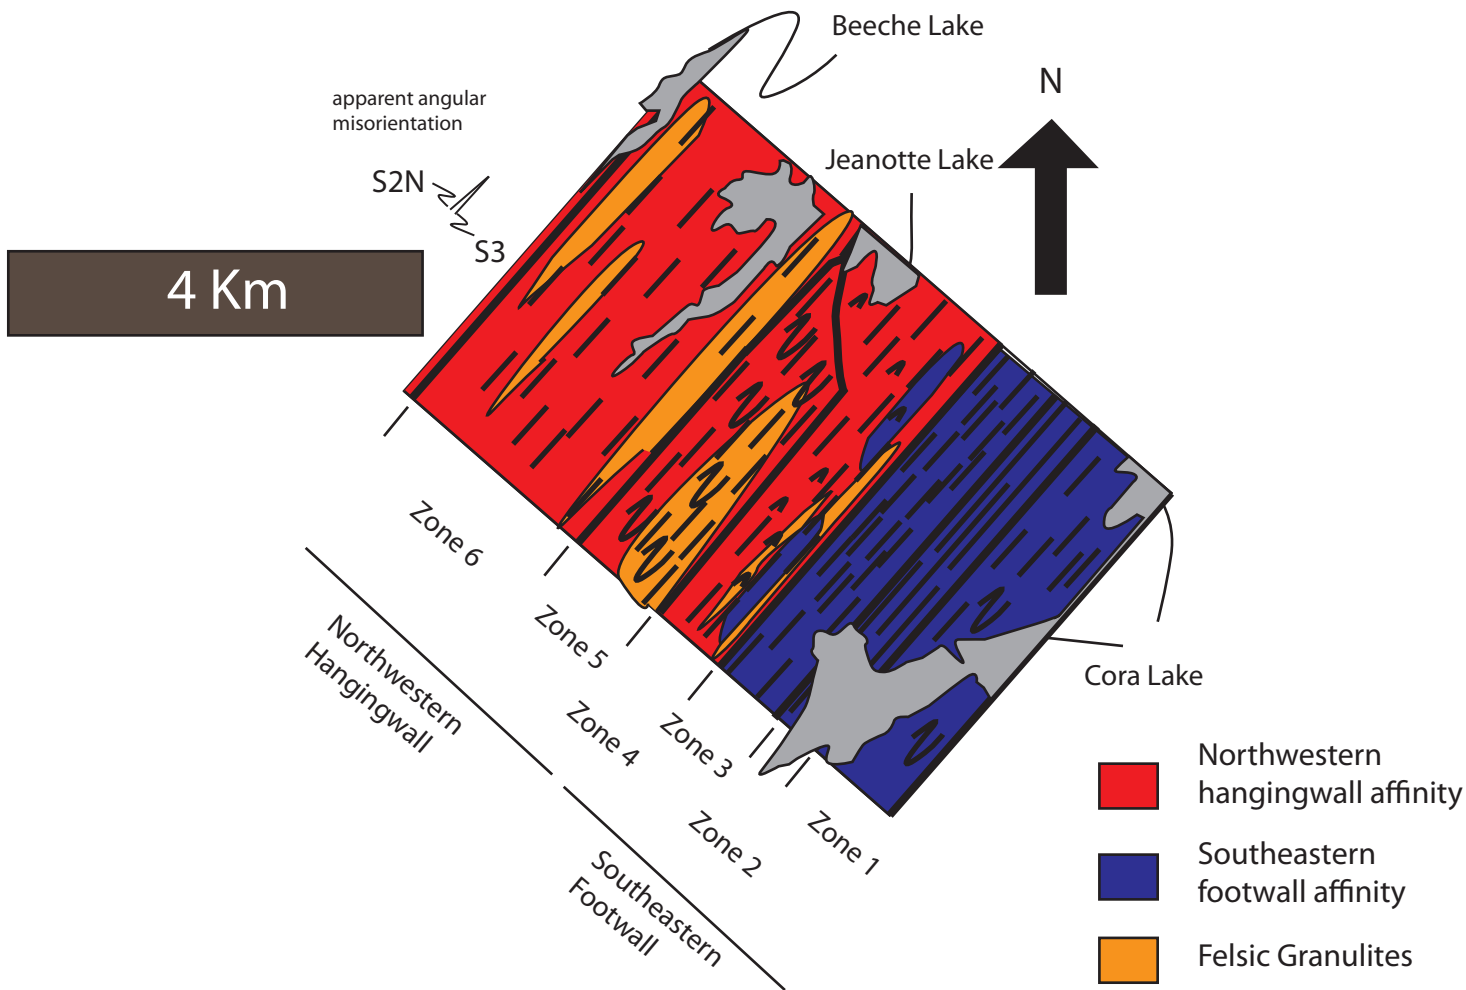 Beeche Lake
N
apparent angular
misorientation
Jeanotte Lake
S2N
S3
4 Km
Zone 6
Zone 5
Zone 4
Zone 3
Zone 2
Zone 1
Northwestern
Hangingwall
Southeastern
Footwall
Cora Lake
Northwestern
hangingwall affinity
Southeastern
footwall affinity
Felsic Granulites